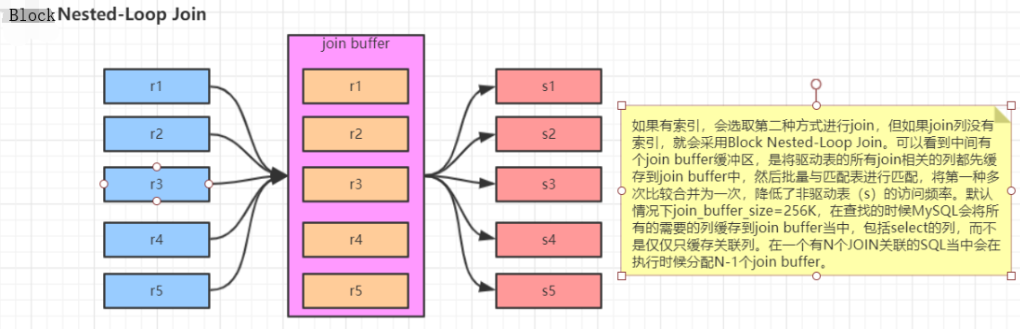 Block Nested-Loop Join
join buffer
r1 r1 s1
r2 r2 s2
r3 r3 s3
r4 r4 s4
r5 r5 s5
如果有索引，会选取第二种方式进行join，但如果join列没有
索引，就会采用Block Nested-Loop Join。可以看到中间有
个join buffer缓冲区，是将驱动表的所有join相关的列都先缓
存到join buffer中，然后批量与匹配表进行匹配，将第一种多
次比较合并为一次，降低了非驱动表（s）的访问频率。默认
情况下join_buffer_size=256K，在查找的时候MySQL会将所
有的需要的列缓存到join buffer当中，包括select的列，而不
是仅仅只缓存关联列。在一个有N个JOIN关联的SQL当中会在
执行时候分配N-1个join buffer。